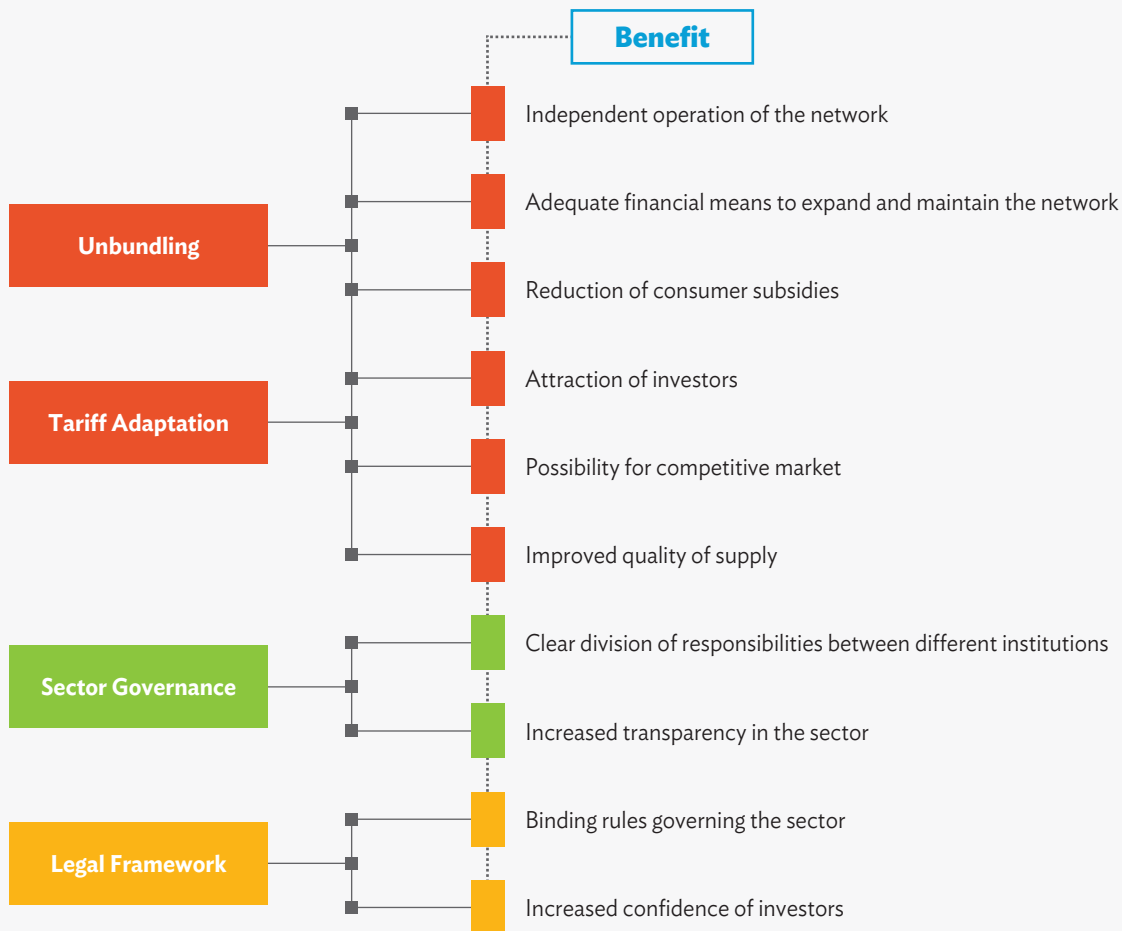 Benefit
Independent operation of the network
Adequate financial means to expand and maintain the network
Unbundling
Reduction of consumer subsidies
Attraction of investors
Tariff Adaptation
Possibility for competitive market
Improved quality of supply
Clear division of responsibilities between different institutions
Sector Governance
Increased transparency in the sector
Binding rules governing the sector
Legal Framework
Increased confidence of investors